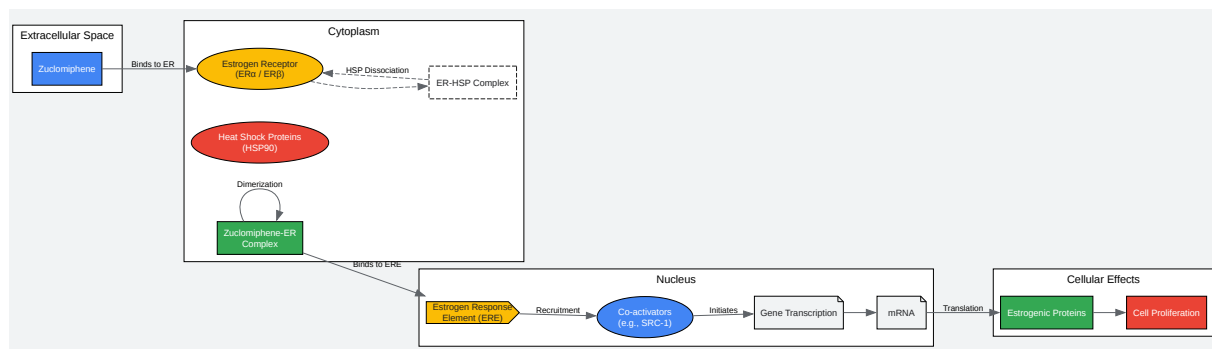 Extracellular Space
Zuclomiphene
Binds to ER
Cytoplasm
Estrogen Receptor
(ERα / ERβ)
HSP Dissociation
ER-HSP Complex
Heat Shock Proteins
(HSP90)
Dimerization
Zuclomiphene-ER
Complex
Binds to ERE
Nucleus
Estrogen Response
Element (ERE)
Recruitment
Co-activators
(e.g., SRC-1)
Initiates
Gene Transcription
mRNA
Translation
Cellular Effects
Estrogenic Proteins
Cell Proliferation